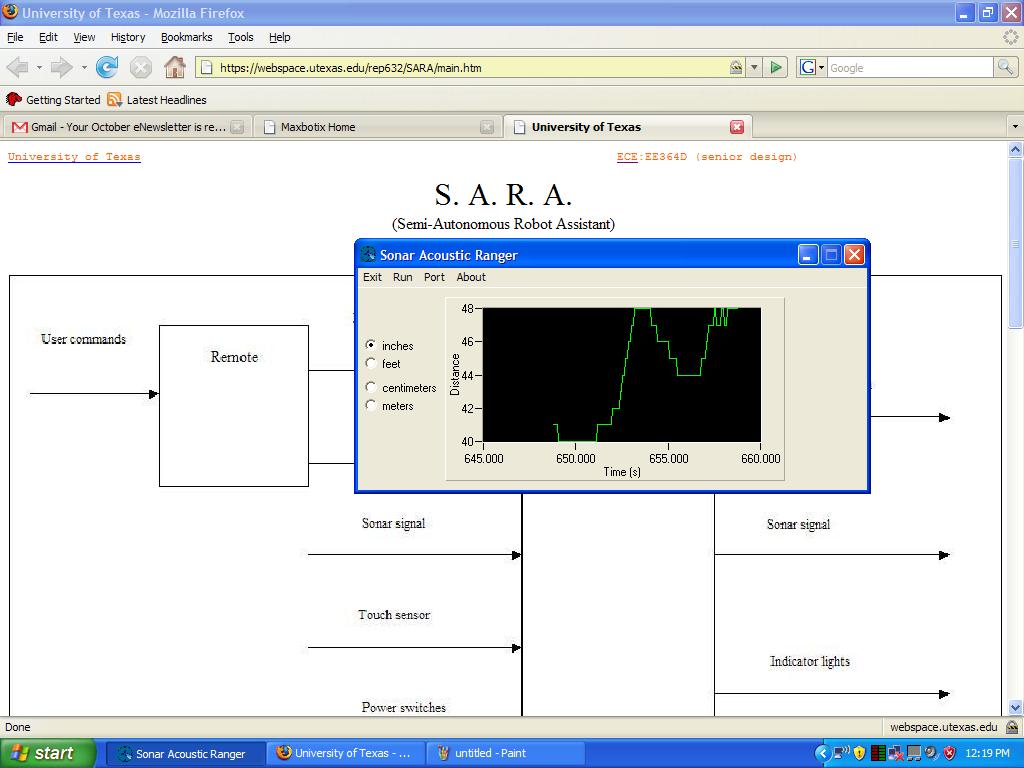 University of Texas - Mozilla Firefox
File Edit View History Bookmarks Tools Help
https://webspace.utexas.edu/rep632/SARA/main.htm
G Google
Getting Started Latest Headlines
Gmail - Your October eNewsletter is re... Maxbotix Home University of Texas
University of Texas ECE:EE364D (senior design)
S. A. R. A.
(Semi-Autonomous Robot Assistant)
Sonar Acoustic Ranger
Exit Run Port About
inches
feet
centimeters
meters
Distance
48
46
44
42
40
645.000 650.000 655.000 660.000
Time (s)
User commands
Remote
Sonar signal Sonar signal
Touch sensor
Indicator lights
Power switches
Done webspace.utexas.edu
start Sonar Acoustic Ranger University of Texas - ... untitled - Paint 12:19 PM